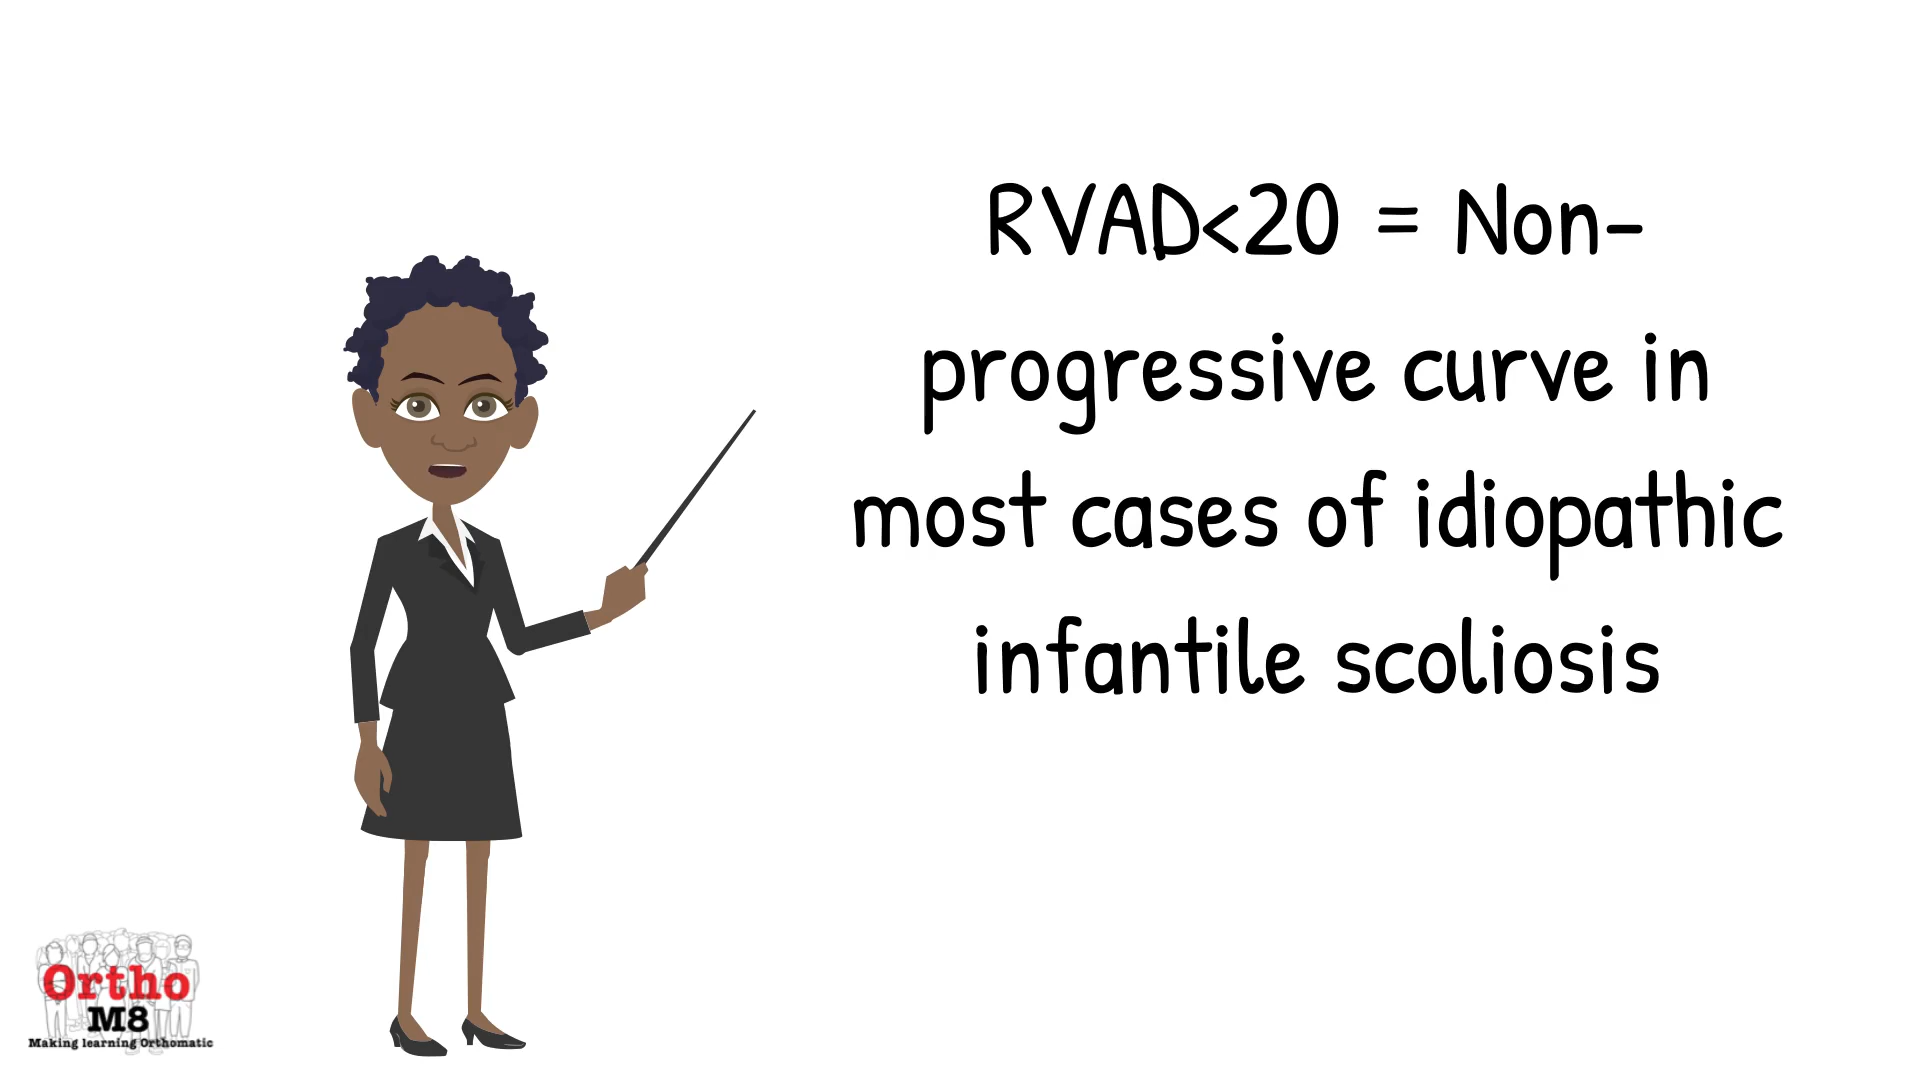 RVAD<20 = Non-
progressive curve in
most cases of idiopathic
infantile scoliosis
Ortho
M8
Making learning Orthomatic